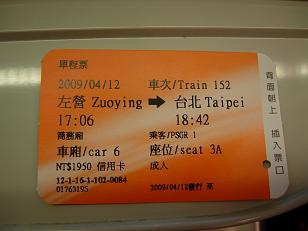 單程票
2009/04/12 車次/Train 152
左營 Zuoying ➡ 台北 Taipei
17:06 18:42
商務廂 乘客/PSGR 1
車廂/car 6 座位/seat 3A
NT$1950 信用卡 成人
12-1-16-1-102-0084
01763195 2009/04/12發行
背面朝上 插入票口